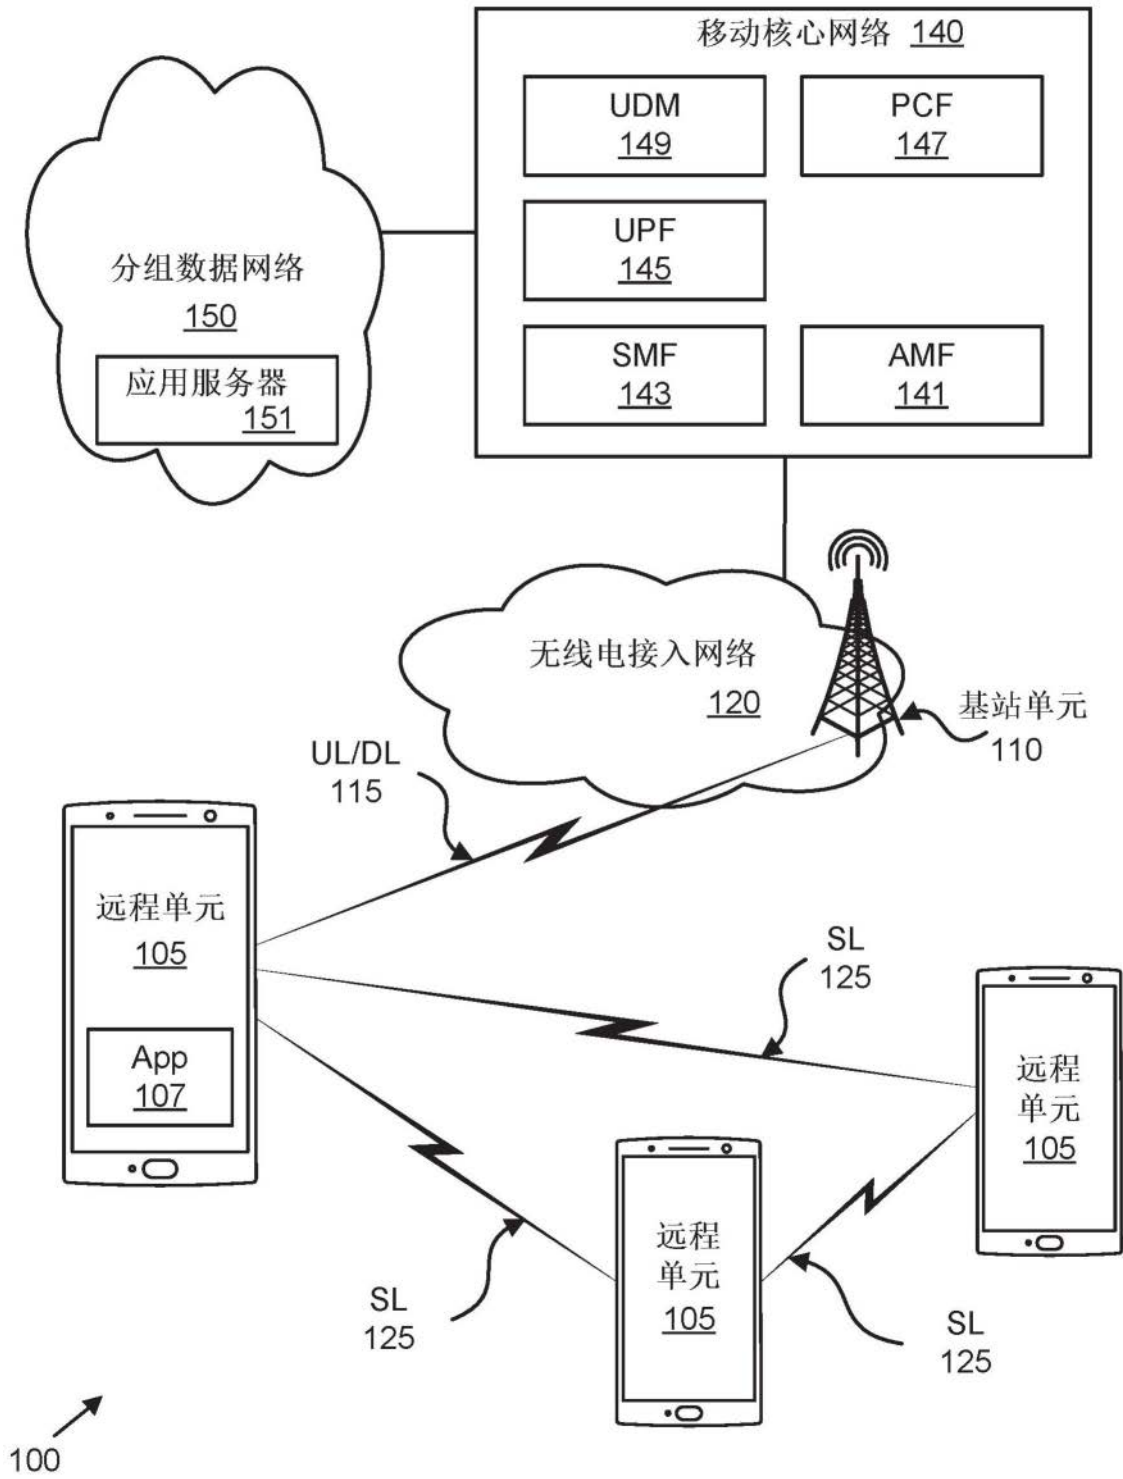 移动核心网络 140
UDM
149
PCF
147
UPF
145
SMF
143
AMF
141
分组数据网络
150
应用服务器
151
无线电接入网络
120
基站单元
110
UL/DL
115
远程单元
105
App
107
SL
125
远程
单元
105
远程
单元
105
SL
125
SL
125
100